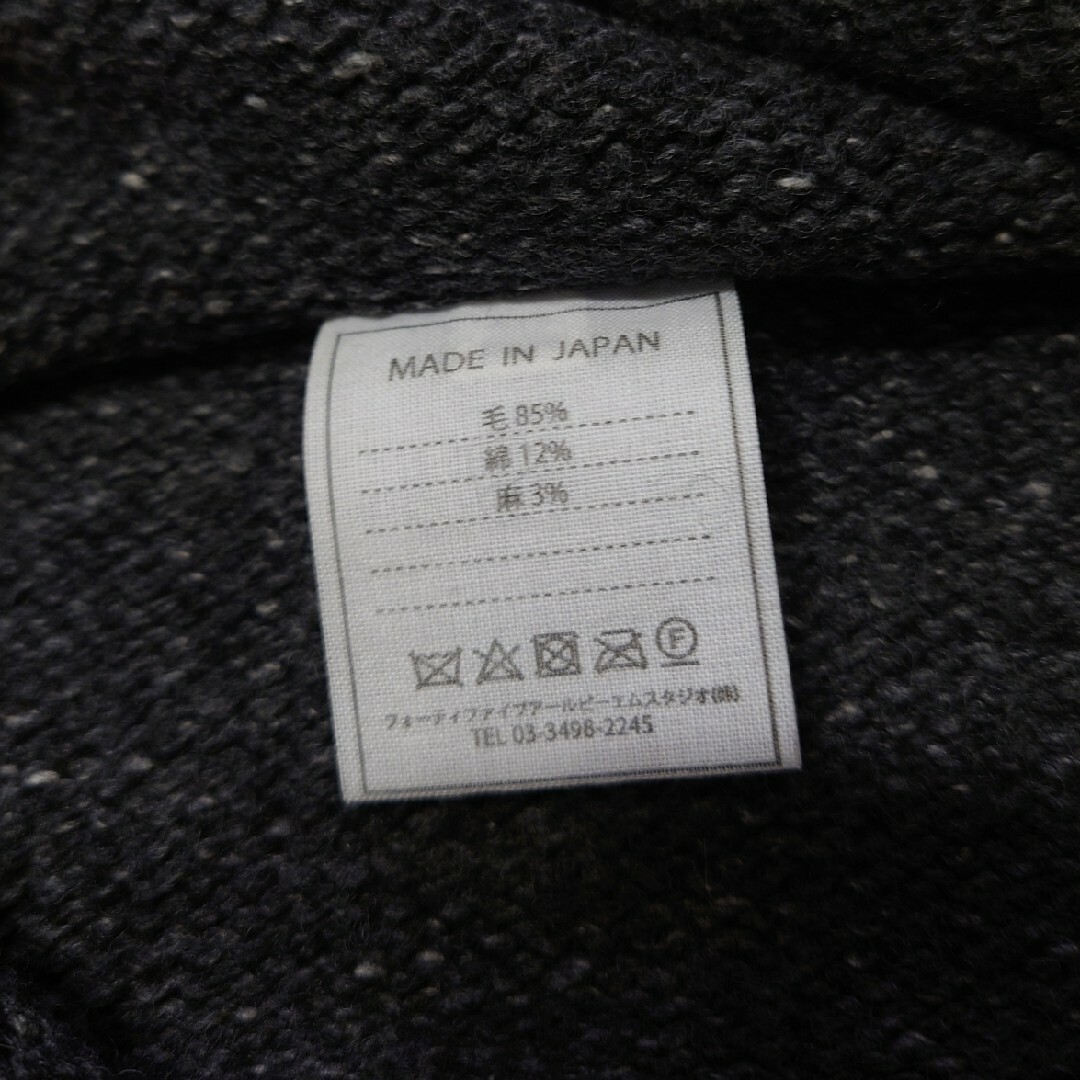 MADE IN JAPAN
毛 85%
綿 12%
麻 3%
F
フォーティファイブアールピーエムスタジオ(株)
TEL 03-3498-2245